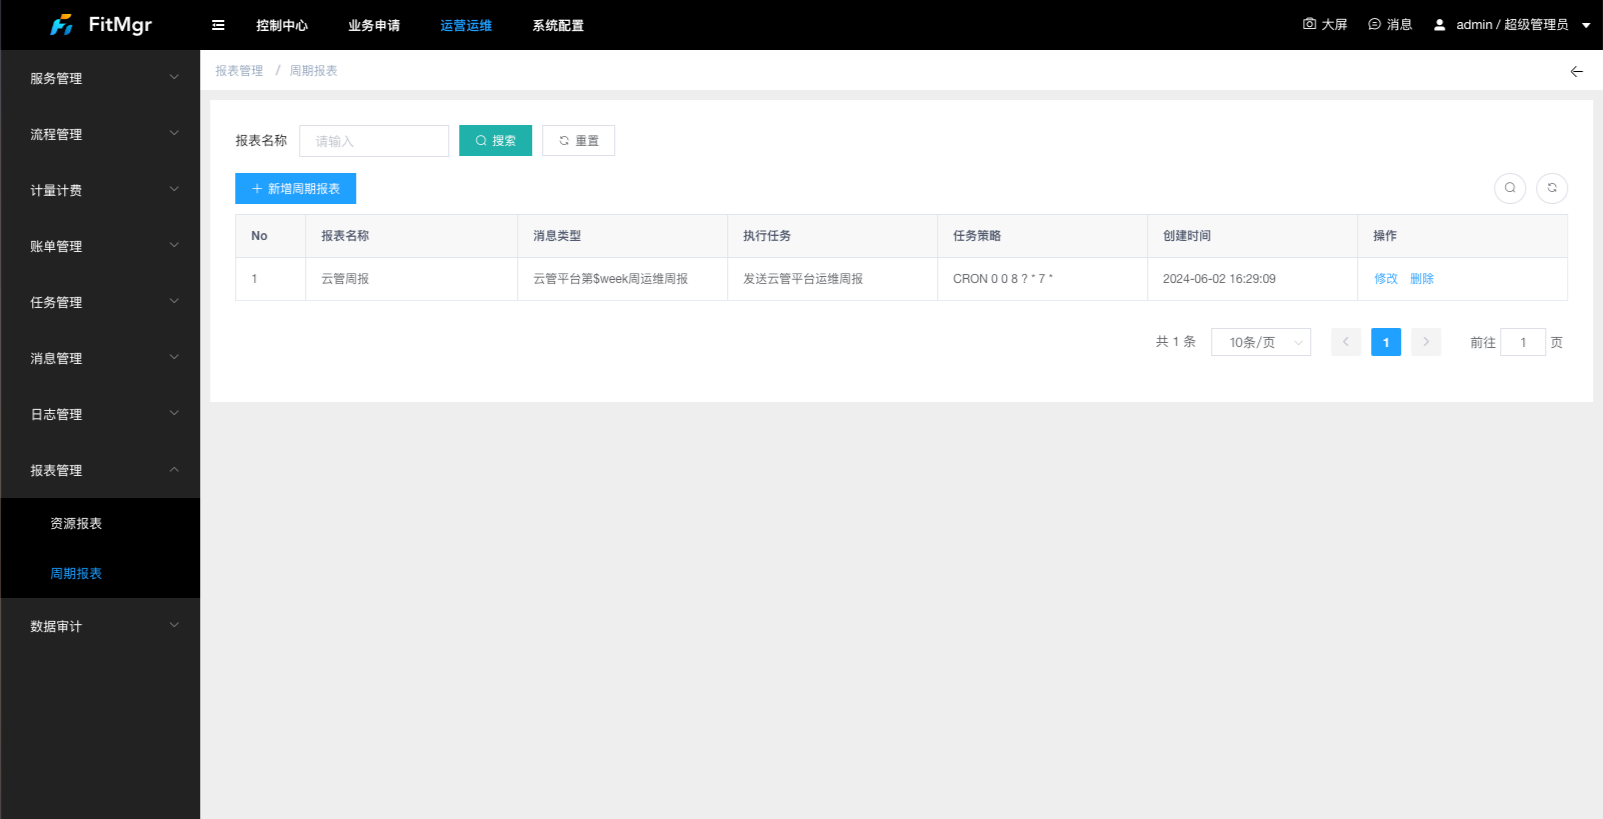 FitMgr
控制中心 业务申请 运营运维 系统配置
大屏 消息 admin / 超级管理员
服务管理
流程管理
计量计费
账单管理
任务管理
消息管理
日志管理
报表管理
资源报表
周期报表
数据审计
报表管理 / 周期报表
报表名称 请输入 搜索 重置
新增周期报表
No 报表名称 消息类型 执行任务 任务策略 创建时间 操作
1 云管周报 云管平台第$week周运维周报 发送云管平台运维周报 CRON 0 0 8 ? * 7 * 2024-06-02 16:29:09 修改 删除
共 1 条 10条/页 1 前往 1 页